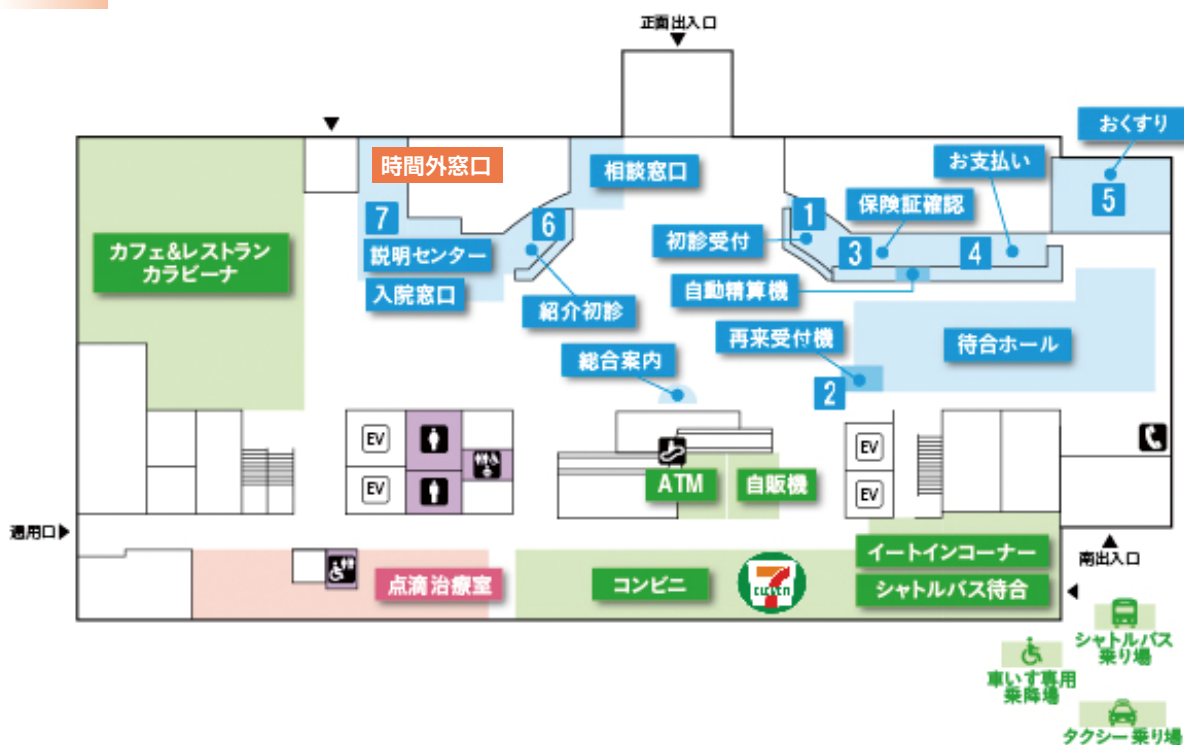 正面出入口
おくすり
時間外窓口
相談窓口
お支払い
保険証確認
1
5
7
6
初診受付
3
4
カフェ&レストラン
カラビーナ
説明センター
入院窓口
自動精算機
紹介初診
再来受付機
待合ホール
総合案内
2
EV
EV
EV
EV
ATM
自販機
通用口
イートインコーナー
南出入口
点滴治療室
コンビニ
7
ELEVEN
シャトルバス待合
シャトルバス
乗り場
車いす専用
乗降場
タクシー乗り場